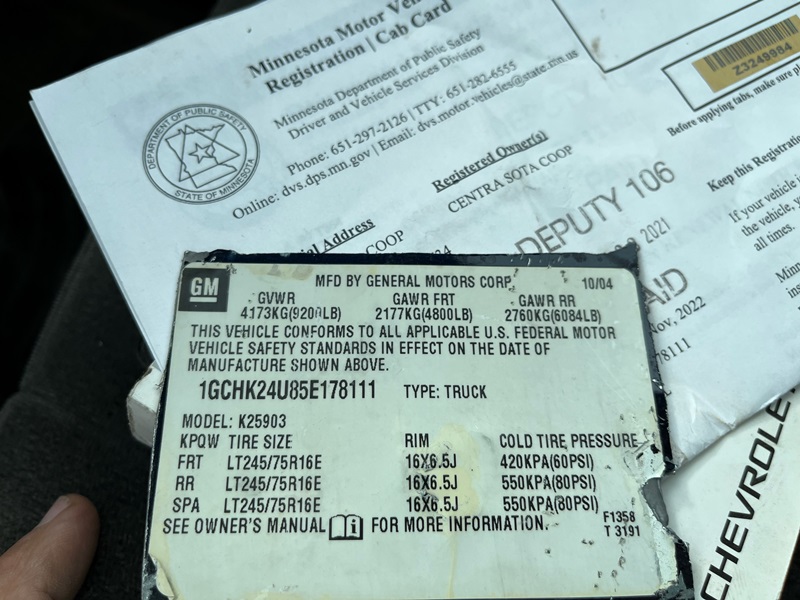 Minnesota Motor
Registration | Cab Card
Minnesota Department of Public Safety
Driver and Vehicle Services Division
Phone: 651-297-2126 | TTY: 651-282-6555
Online: dvs.dps.mn.gov | Email: dvs.motor.vehicles@state.mn.us
DEPARTMENT OF PUBLIC SAFETY
STATE OF MINNESOTA
Registered Owner(s)
CENTRA SOTA COOP
Address
COOP
Z3249984
Before applying tabs, make sure
Keep this Registration
If your vehicle
the vehicle, you
all times.
DEPUTY 106
2021
Nov, 2022
78111
GM
MFD BY GENERAL MOTORS CORP.
10/04
GVWR GAWR FRT GAWR RR
4173KG(9200LB) 2177KG(4800LB) 2760KG(6084LB)
THIS VEHICLE CONFORMS TO ALL APPLICABLE U.S. FEDERAL MOTOR
VEHICLE SAFETY STANDARDS IN EFFECT ON THE DATE OF
MANUFACTURE SHOWN ABOVE.
1GCHK24U85E178111 TYPE: TRUCK
MODEL: K25903
KPQW TIRE SIZE RIM COLD TIRE PRESSURE
FRT LT245/75R16E 16X6.5J 420KPA(60PSI)
RR LT245/75R16E 16X6.5J 550KPA(80PSI)
SPA LT245/75R16E 16X6.5J 550KPA(80PSI)
SEE OWNER'S MANUAL FOR MORE INFORMATION.
F1358
T 3191
CHEVROLET